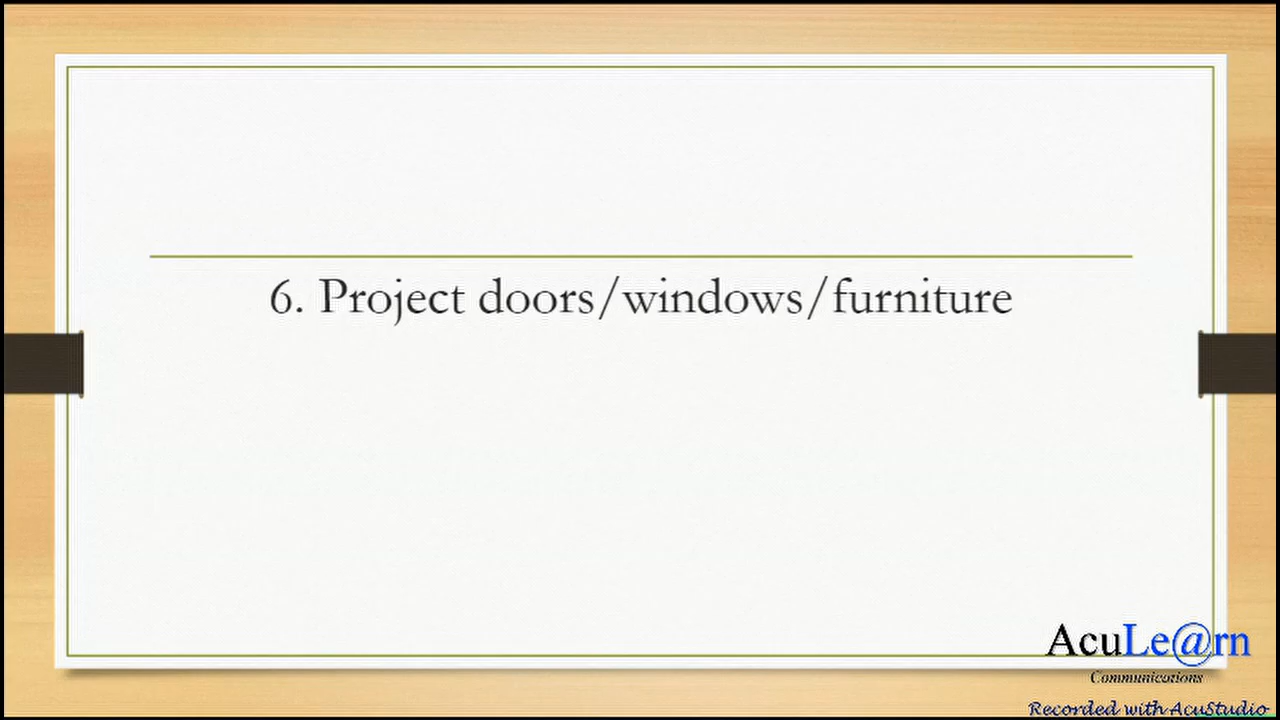 6. Project doors/windows/furniture
AcuLe@rn
Communications
Recorded with AcuStudio